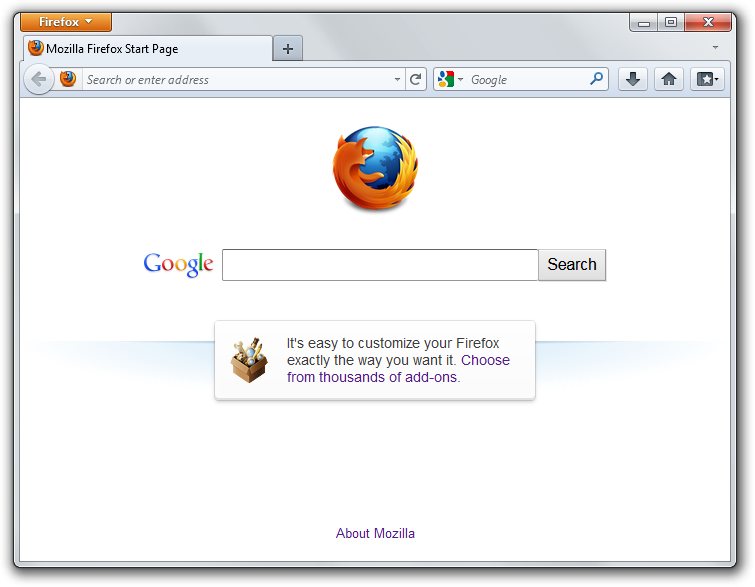 Firefox
Mozilla Firefox Start Page
Search or enter address
Google
Google
Search
It's easy to customize your Firefox
exactly the way you want it. Choose
from thousands of add-ons.
About Mozilla